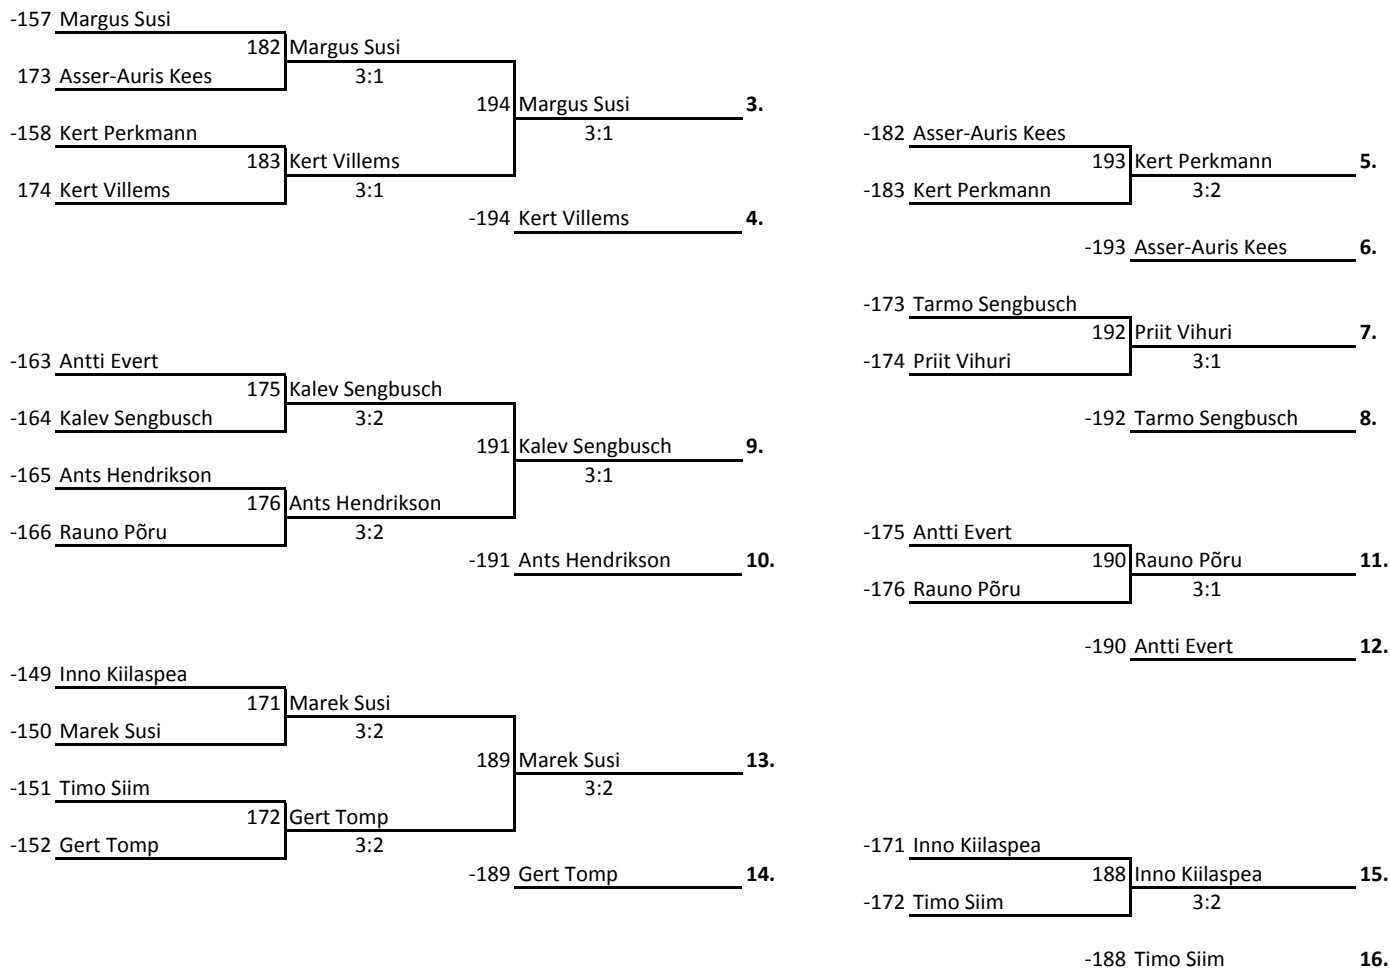 -157 Margus Susi
182 Margus Susi
173 Asser-Auris Kees 3:1
194 Margus Susi 3.
-158 Kert Perkmann 3:1 -182 Asser-Auris Kees
183 Kert Villems 193 Kert Perkmann 5.
174 Kert Villems 3:1 -183 Kert Perkmann 3:2
-194 Kert Villems 4.
-193 Asser-Auris Kees 6.
-173 Tarmo Sengbusch
192 Priit Vihuri 7.
-163 Antti Evert -174 Priit Vihuri 3:1
175 Kalev Sengbusch
-164 Kalev Sengbusch 3:2 -192 Tarmo Sengbusch 8.
191 Kalev Sengbusch 9.
-165 Ants Hendrikson 3:1
176 Ants Hendrikson
-166 Rauno Põru 3:2 -175 Antti Evert
-191 Ants Hendrikson 10. 190 Rauno Põru 11.
-176 Rauno Põru 3:1
-190 Antti Evert 12.
-149 Inno Kiilaspea
171 Marek Susi
-150 Marek Susi 3:2
189 Marek Susi 13.
-151 Timo Siim 3:2
172 Gert Tomp
-152 Gert Tomp 3:2 -171 Inno Kiilaspea
-189 Gert Tomp 14. 188 Inno Kiilaspea 15.
-172 Timo Siim 3:2
-188 Timo Siim 16.